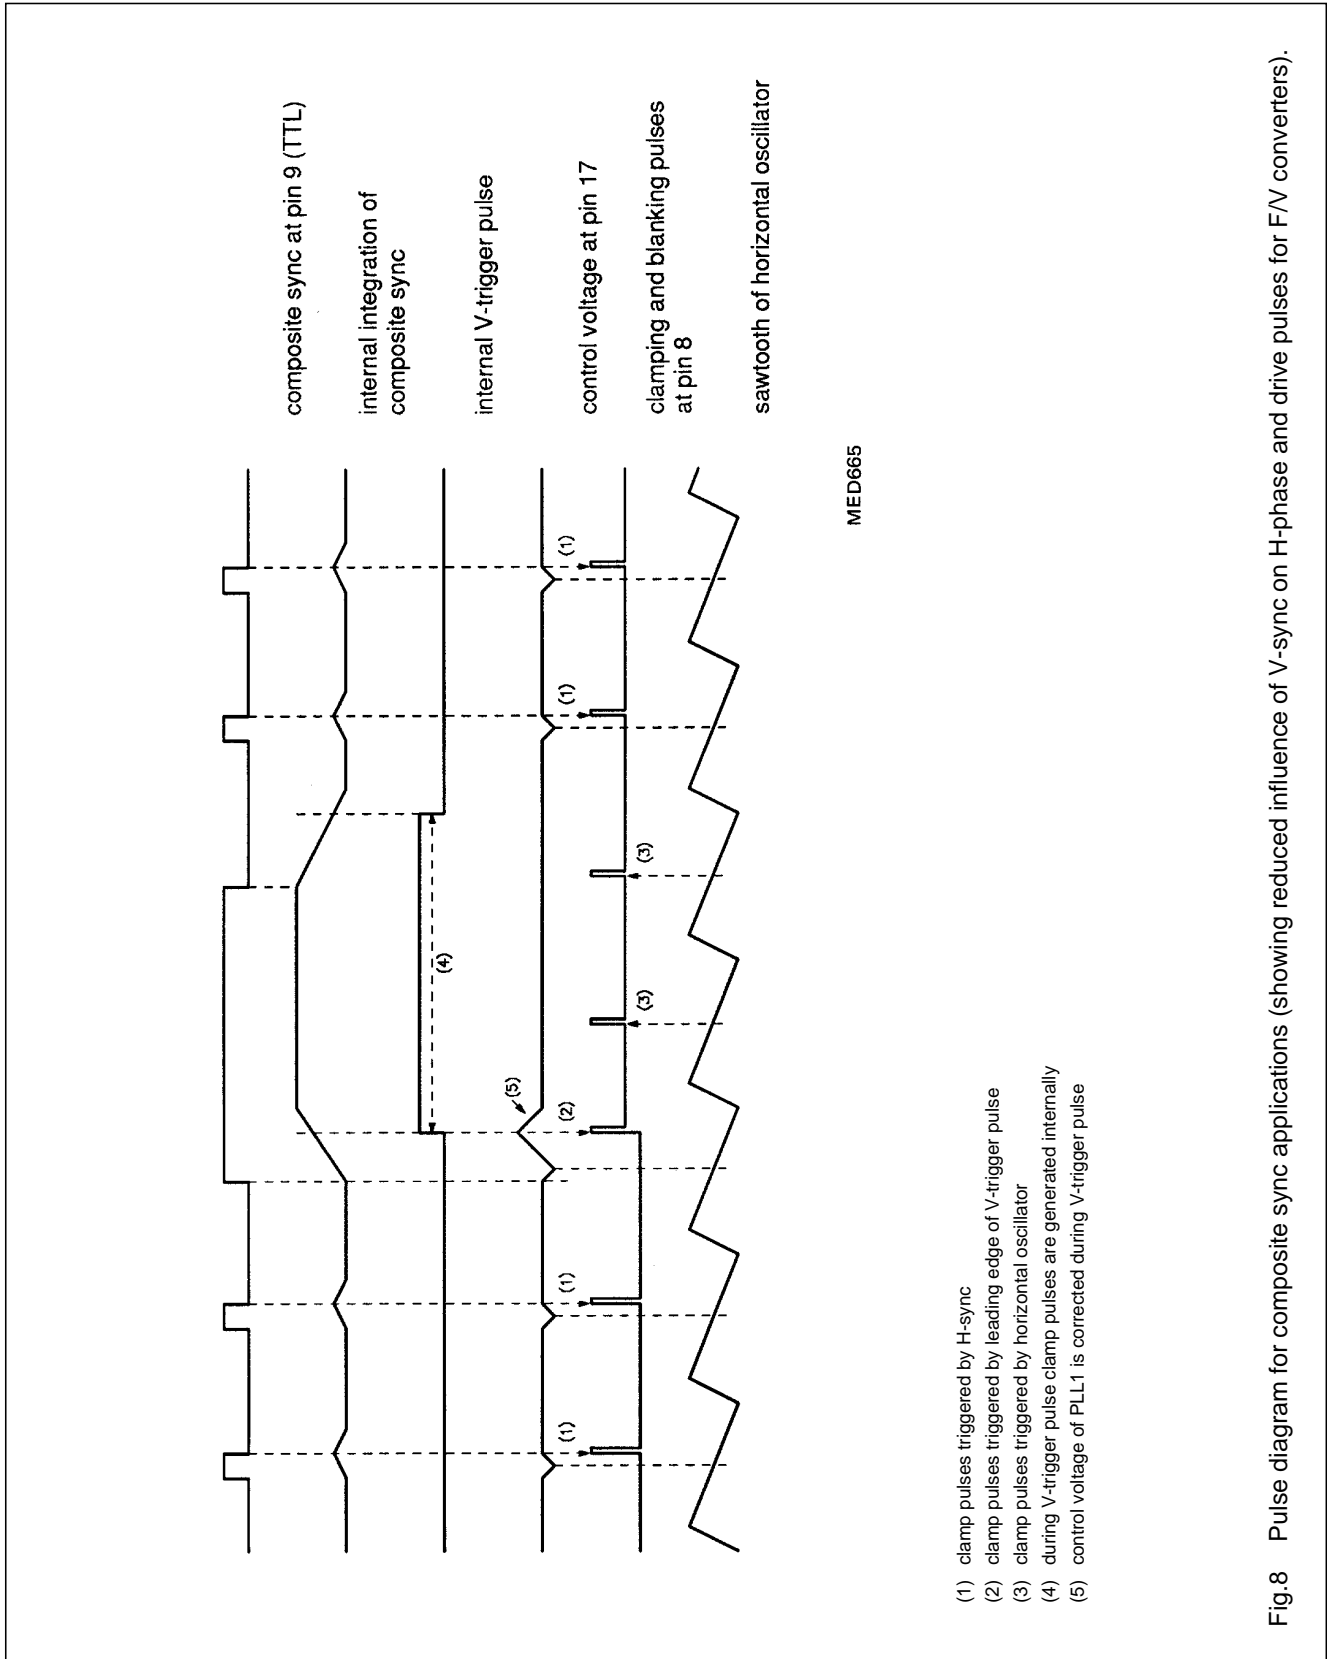 composite sync at pin 9 (TTL)
internal integration of
composite sync
internal V-trigger pulse
control voltage at pin 17
clamping and blanking pulses
at pin 8
sawtooth of horizontal oscillator
(1)
(1)
(5)
(2)
(4)
(3)
(3)
(1)
(1)
MED665
(1) clamp pulses triggered by H-sync
(2) clamp pulses triggered by leading edge of V-trigger pulse
(3) clamp pulses triggered by horizontal oscillator
(4) during V-trigger pulse clamp pulses are generated internally
(5) control voltage of PLL1 is corrected during V-trigger pulse
Fig.8 Pulse diagram for composite sync applications (showing reduced influence of V-sync on H-phase and drive pulses for F/V converters).